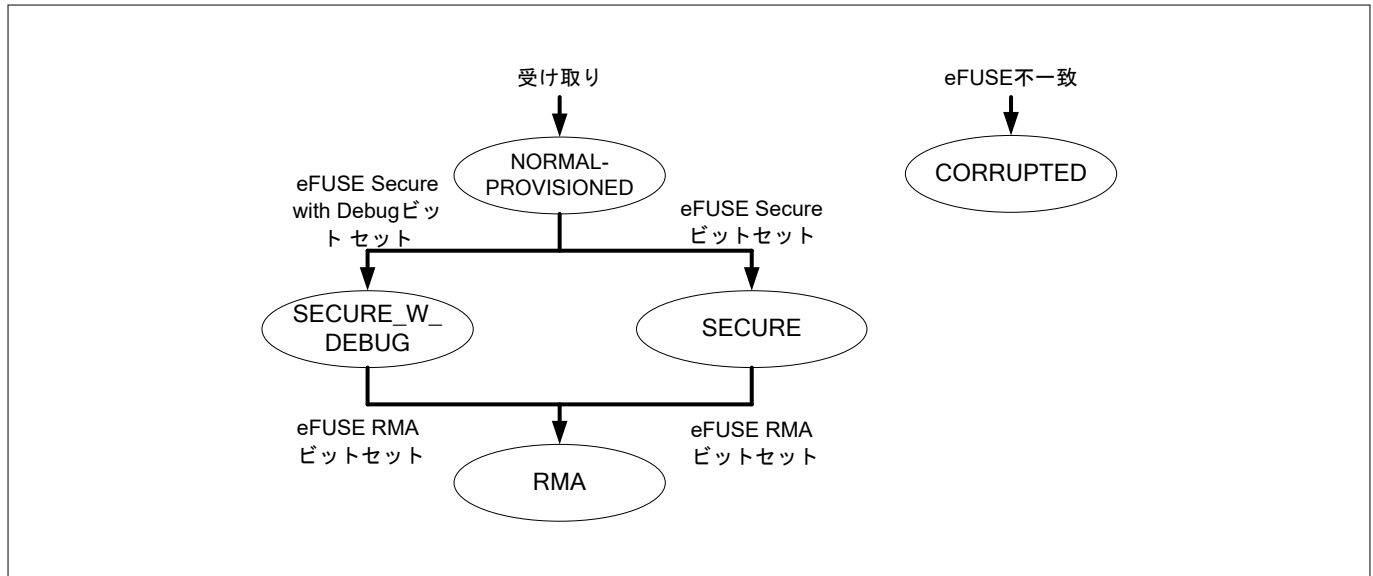 受け取り
eFUSE不一致
NORMAL-
PROVISIONED
CORRUPTED
eFUSE Secure
with Debugビッ
ト セット
eFUSE Secure
ビットセット
SECURE_W_
DEBUG
SECURE
eFUSE RMA
ビットセット
eFUSE RMA
ビットセット
RMA